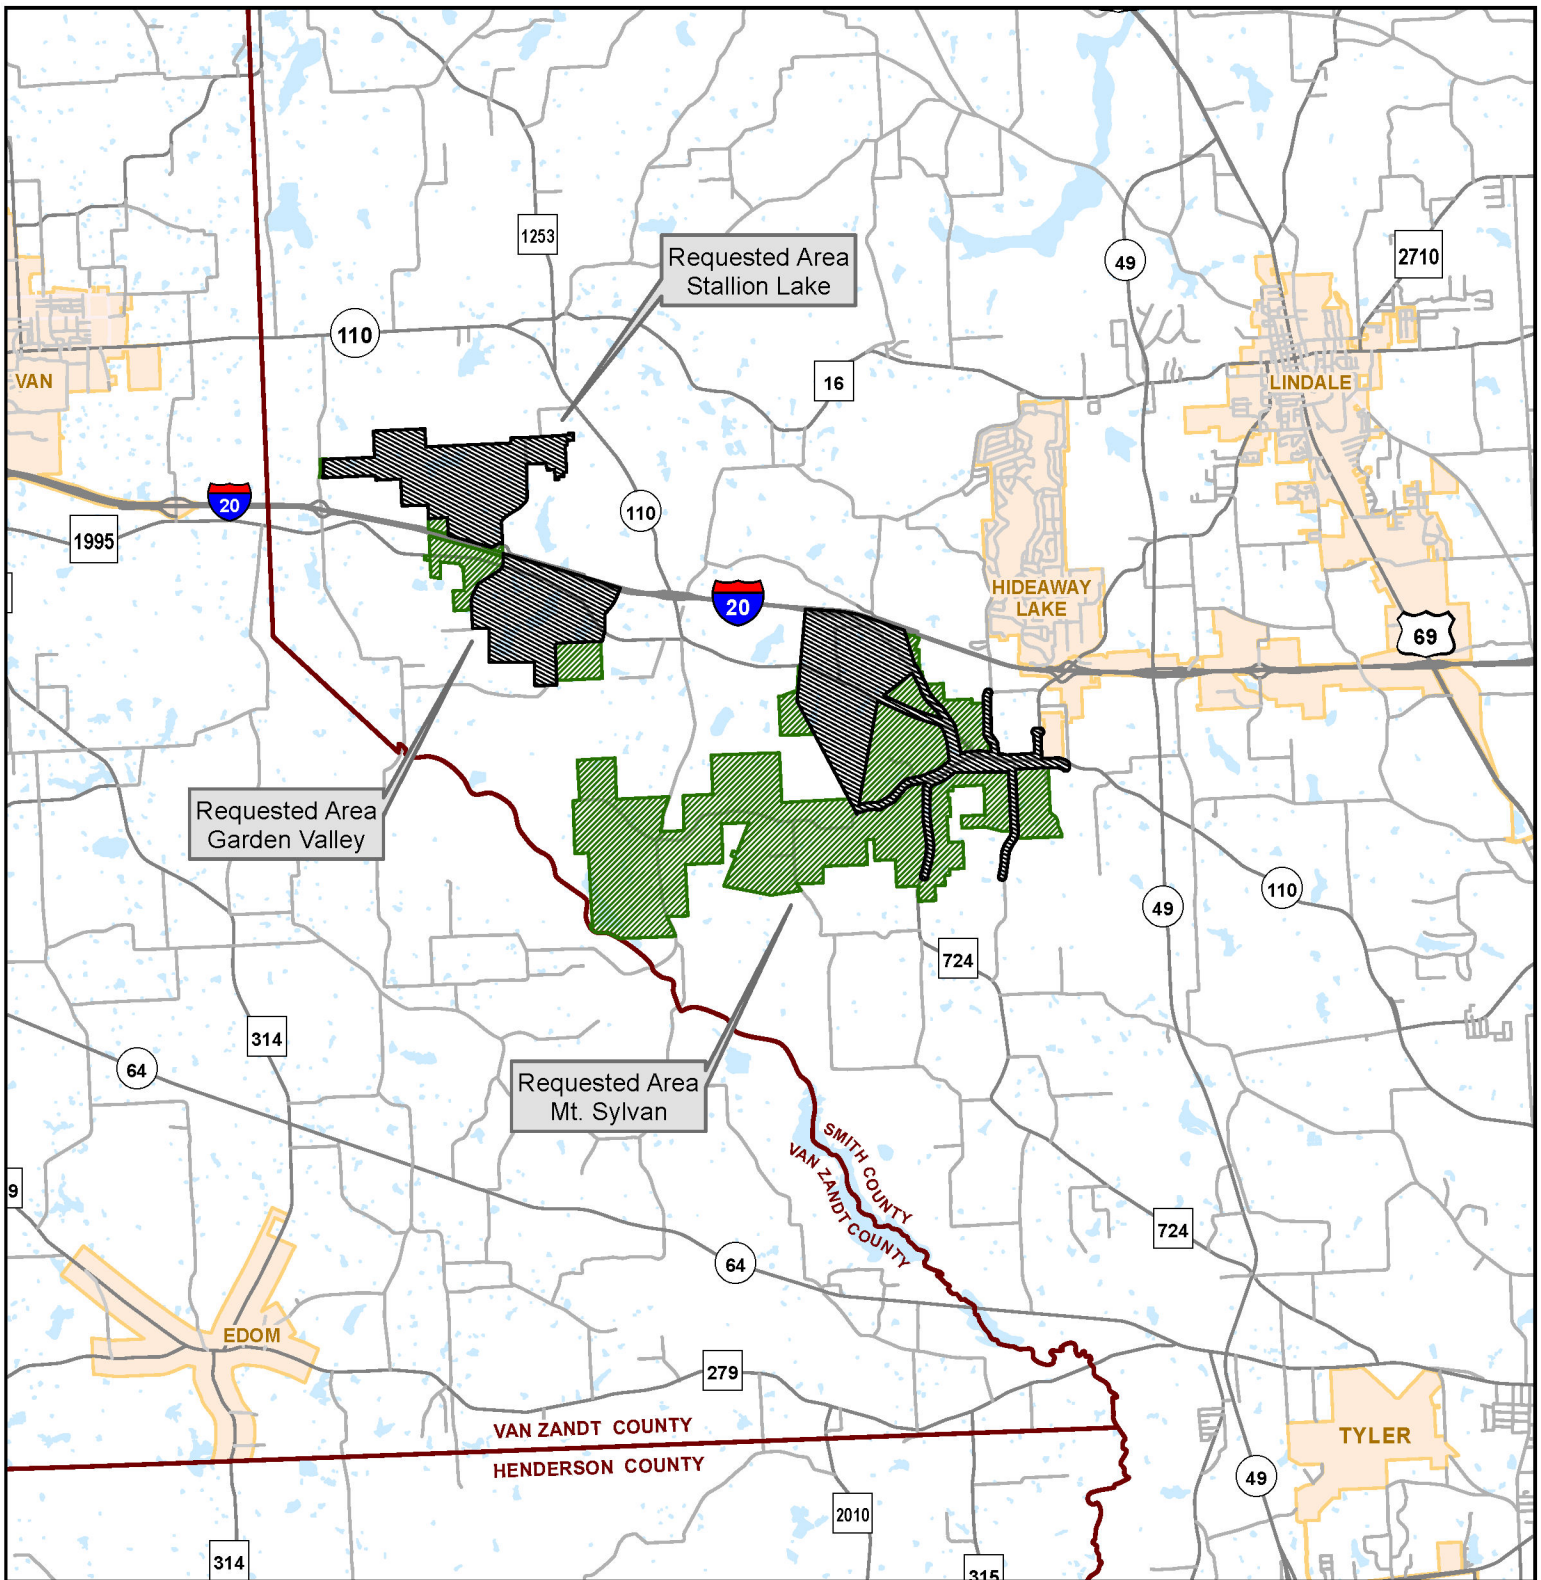 1253
Requested Area
Stallion Lake
49
2710
110
VAN
16
LINDALE
20
1995
110
HIDEAWAY
LAKE
20
69
Requested Area
Garden Valley
49
110
724
314
64
Requested Area
Mt. Sylvan
SMITH COUNTY
VAN ZANDT COUNTY
9
724
64
EDOM
279
VAN ZANDT COUNTY
HENDERSON COUNTY
TYLER
49
2010
314
315